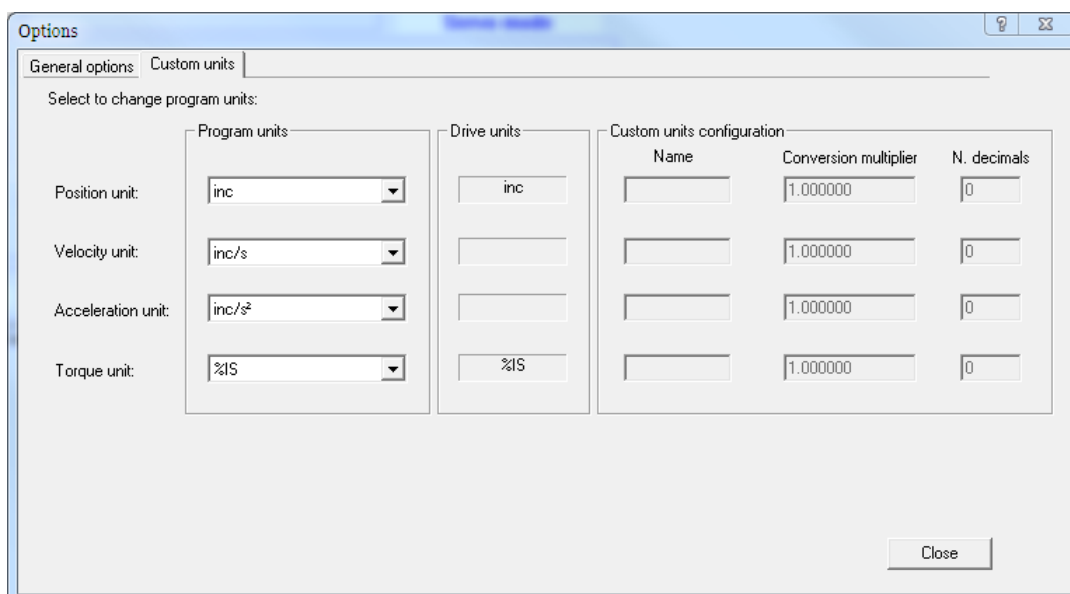 Servo mode
Options
General options Custom units
Select to change program units:
Program units Drive units Custom units configuration
Name Conversion multiplier N. decimals
Position unit: inc inc 1.000000 0
Velocity unit: inc/s 1.000000 0
Acceleration unit: inc/s² 1.000000 0
Torque unit: %IS %IS 1.000000 0
Close